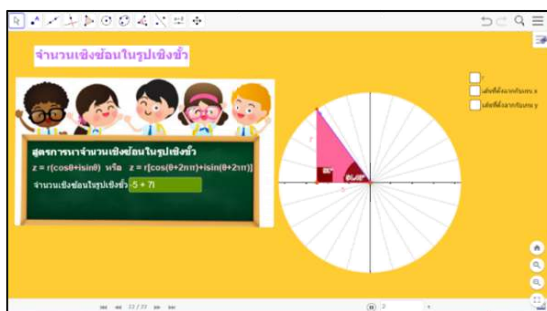 จำนวนเชิงซ้อนในรูปเชิงขั้ว
สูตรการหาจำนวนเชิงซ้อนในรูปเชิงขั้ว
z = r(cosθ+isinθ) หรือ z = r[cos(θ+2nπ)+isin(θ+2nπ)]
จำนวนเชิงซ้อนในรูปเชิงขั้ว -5 + 7i
r
เส้นที่ตั้งฉากกับแกน x
เส้นที่ตั้งฉากกับแกน y
7
5
2